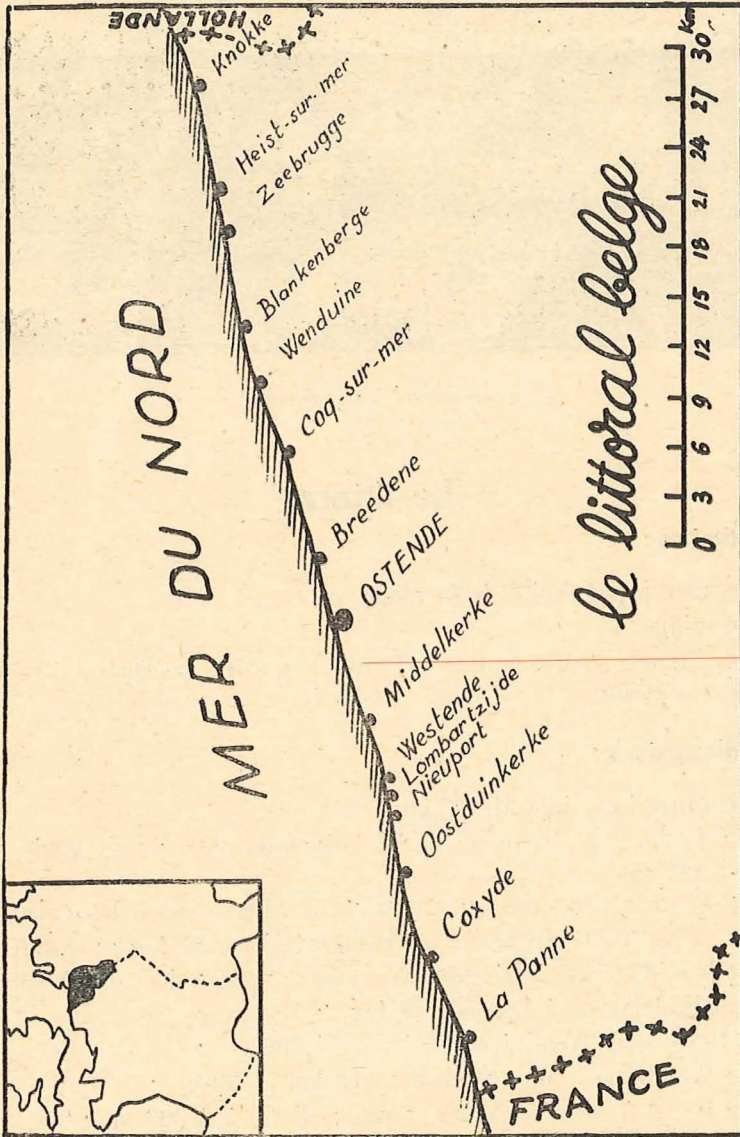 HOLLANDE
Knokke
Heist-sur-mer
Zeebrugge
Blankenberge
Wenduine
Coq-sur-mer
Breedene
OSTENDE
Middelkerke
Westende
Lombartzijde
Nieuport
Oostduinkerke
Coxyde
La Panne
FRANCE
MER DU NORD
le littoral belge
0 3 6 9 12 15 18 21 24 27 30 Km